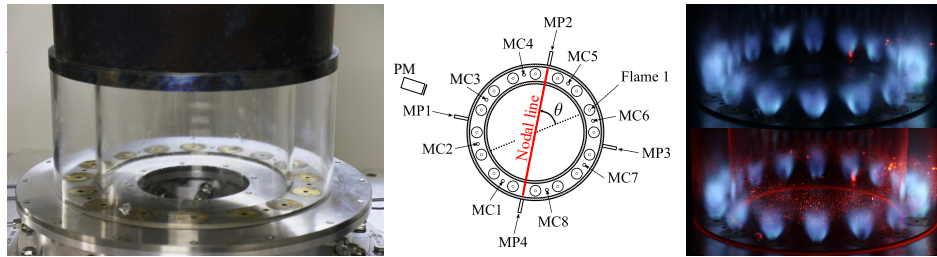 MP2
MC4
MC5
PM
MC3
Flame 1
MP1
θ
MC6
Nodal line
MC2
MP3
MC7
MC1
MC8
MP4